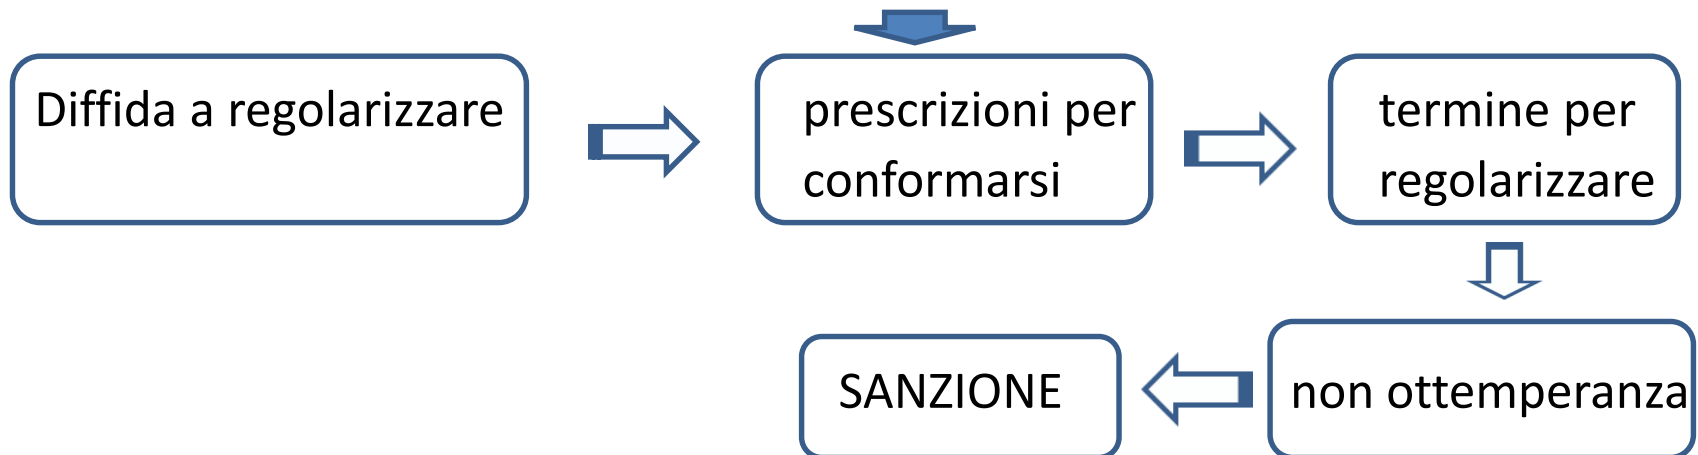 Diffida a regolarizzare
prescrizioni per
conformarsi
termine per
regolarizzare
non ottemperanza
SANZIONE